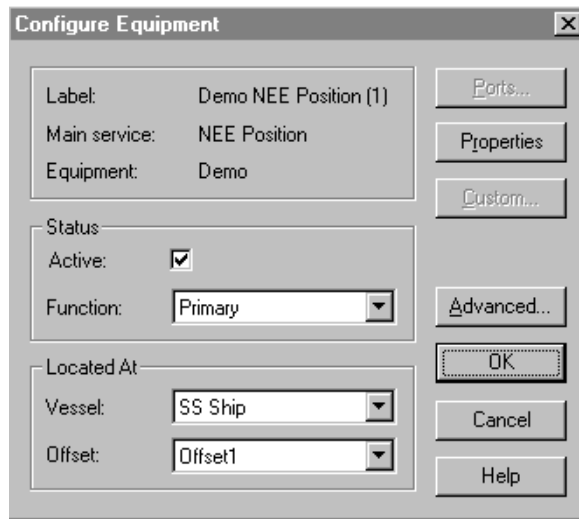 Configure Equipment
Label: Demo NEE Position (1)
Main service: NEE Position
Equipment: Demo
Status
Active:
Function: Primary
Located At
Vessel: SS Ship
Offset: Offset1
Ports...
Properties
Custom...
Advanced...
OK
Cancel
Help